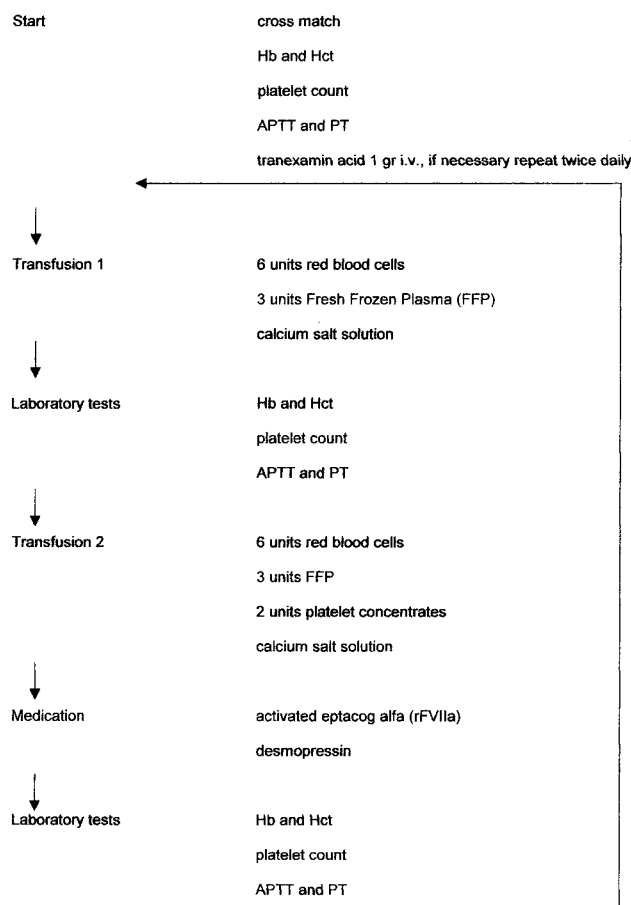 Start cross match
Hb and Hct
platelet count
APTT and PT
tranexamin acid 1 gr i.v., if necessary repeat twice daily
Transfusion 1 6 units red blood cells
3 units Fresh Frozen Plasma (FFP)
calcium salt solution
Laboratory tests Hb and Hct
platelet count
APTT and PT
Transfusion 2 6 units red blood cells
3 units FFP
2 units platelet concentrates
calcium salt solution
Medication activated eptacog alfa (rFVIIa)
desmopressin
Laboratory tests Hb and Hct
platelet count
APTT and PT